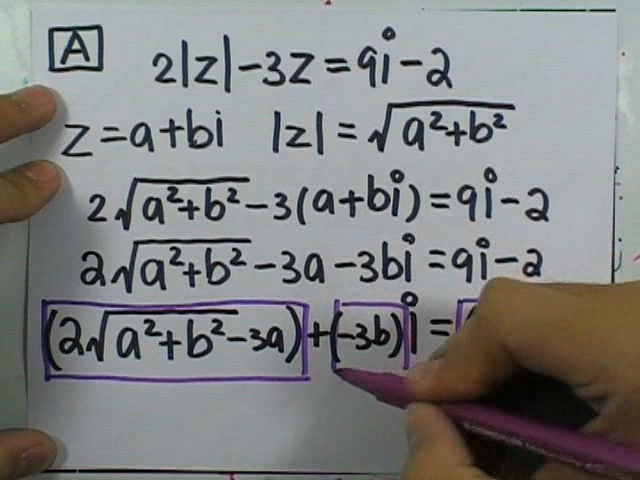 A
2|z|-3z=9i-2
z=a+bi |z|=√a²+b²
2√a²+b²-3(a+bi)=9i-2
2√a²+b²-3a-3bi=9i-2
(2√a²+b²-3a)+(-3b)i=